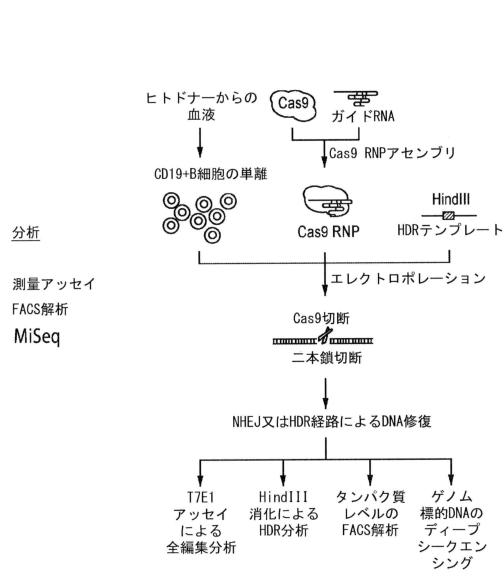 ヒトドナーからの
血液
Cas9
ガイドRNA
Cas9 RNPアセンブリ
CD19+B細胞の単離
Cas9 RNP
HindIII
HDRテンプレート
分析
測量アッセイ
FACS解析
MiSeq
エレクトロポレーション
Cas9切断
二本鎖切断
NHEJ又はHDR経路によるDNA修復
T7E1
アッセイ
による
全編集分析
HindIII
消化による
HDR分析
タンパク質
レベルの
FACS解析
ゲノム
標的DNAの
ディープ
シークエン
シング